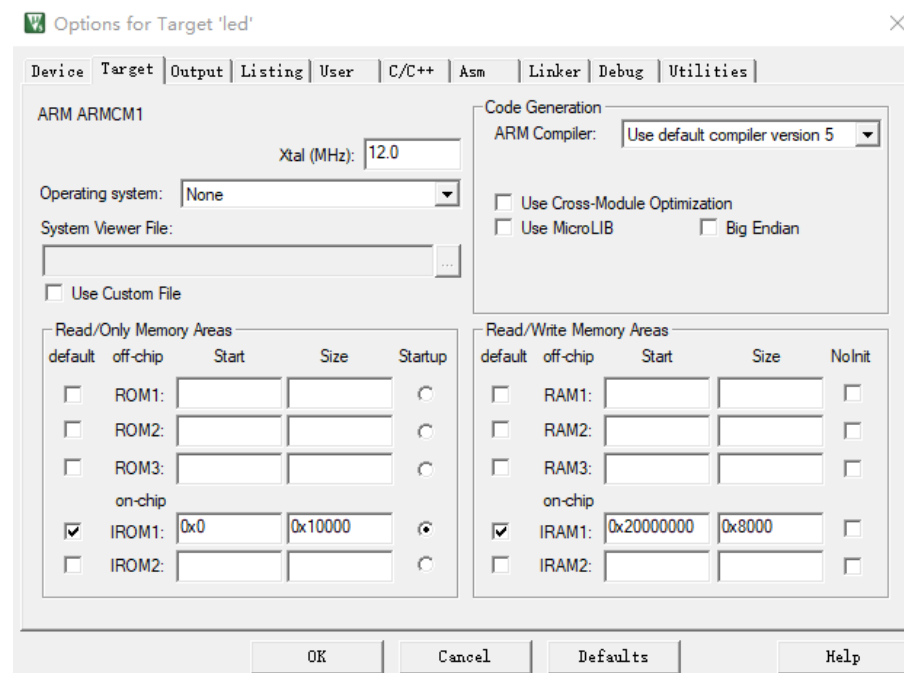 Options for Target 'led'
Device Target Output Listing User C/C++ Asm Linker Debug Utilities
ARM ARMCM1
Xtal (MHz): 12.0
Operating system: None
System Viewer File:
...
Use Custom File
Code Generation
ARM Compiler: Use default compiler version 5
Use Cross-Module Optimization
Use MicroLIB Big Endian
Read/Only Memory Areas
default off-chip Start Size Startup
ROM1:
ROM2:
ROM3:
on-chip
IROM1: 0x0 0x10000
IROM2:
Read/Write Memory Areas
default off-chip Start Size NoInit
RAM1:
RAM2:
RAM3:
on-chip
IRAM1: 0x20000000 0x8000
IRAM2:
OK Cancel Defaults Help